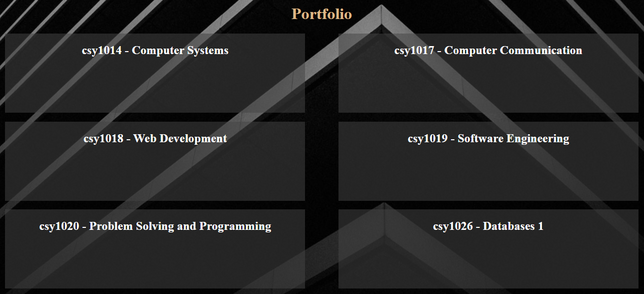 Portfolio
csy1014 - Computer Systems
csy1017 - Computer Communication
csy1018 - Web Development
csy1019 - Software Engineering
csy1020 - Problem Solving and Programming
csy1026 - Databases 1